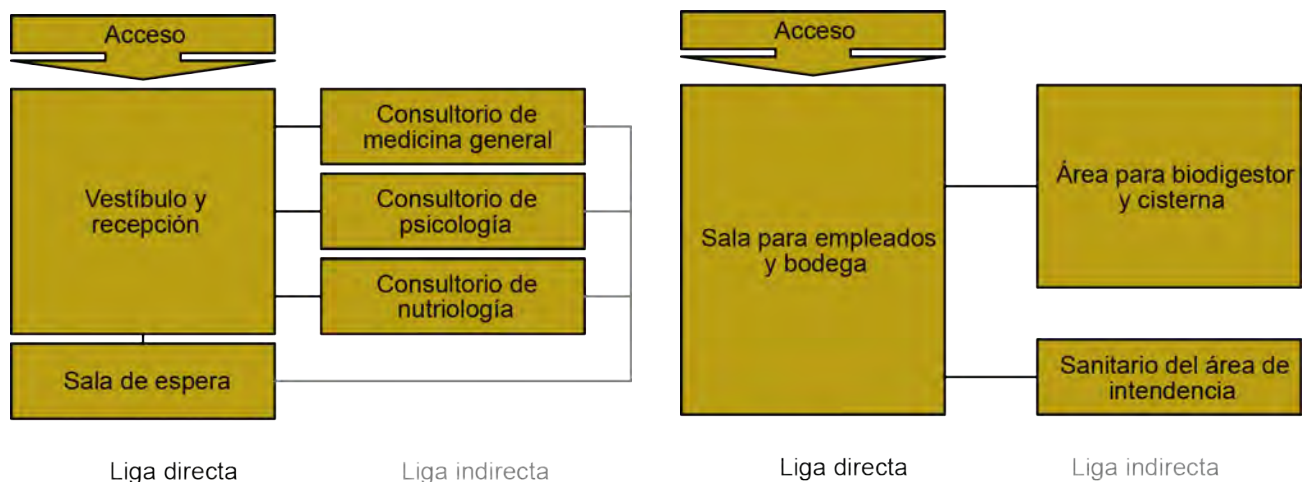 Acceso
Vestíbulo y
recepción
Consultorio de
medicina general
Consultorio de
psicología
Consultorio de
nutriología
Sala de espera
Liga directa
Liga indirecta
Acceso
Sala para empleados
y bodega
Área para biodigestor
y cisterna
Sanitario del área de
intendencia
Liga directa
Liga indirecta